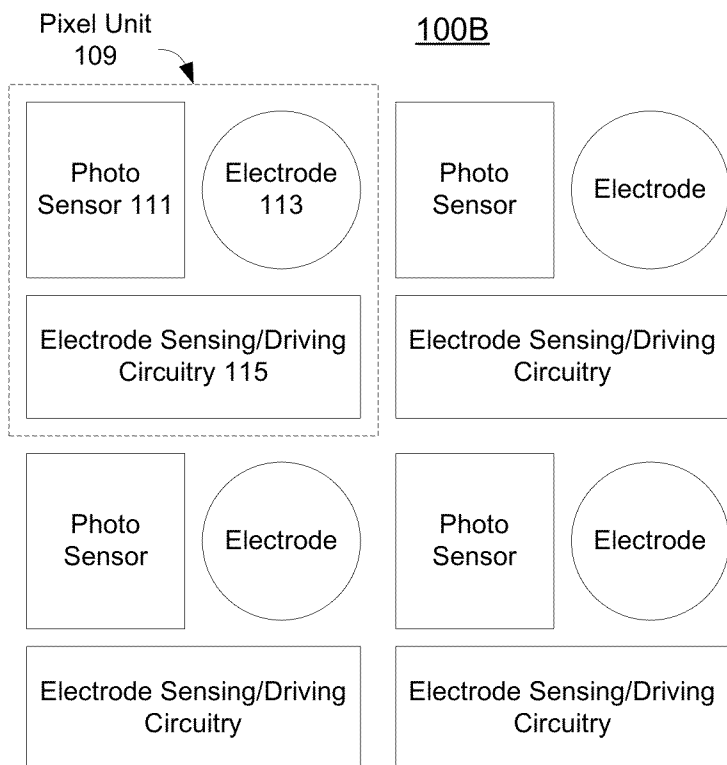 Pixel Unit
109
100B
Photo
Sensor 111
Electrode
113
Photo
Sensor
Electrode
Electrode Sensing/Driving
Circuitry 115
Electrode Sensing/Driving
Circuitry
Photo
Sensor
Electrode
Photo
Sensor
Electrode
Electrode Sensing/Driving
Circuitry
Electrode Sensing/Driving
Circuitry